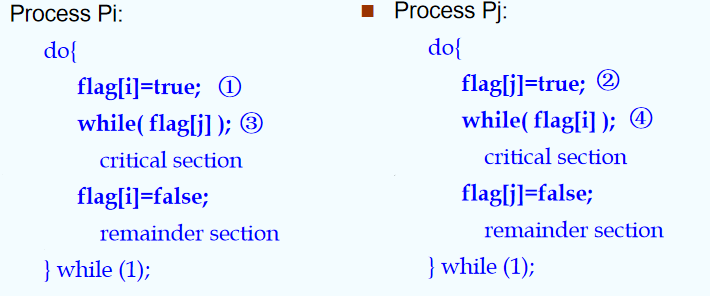 Process Pi:
do{
flag[i]=true; ①
while( flag[j] ); ③
critical section
flag[i]=false;
remainder section
} while (1);
■ Process Pj:
do{
flag[j]=true; ②
while( flag[i] ); ④
critical section
flag[j]=false;
remainder section
} while (1);